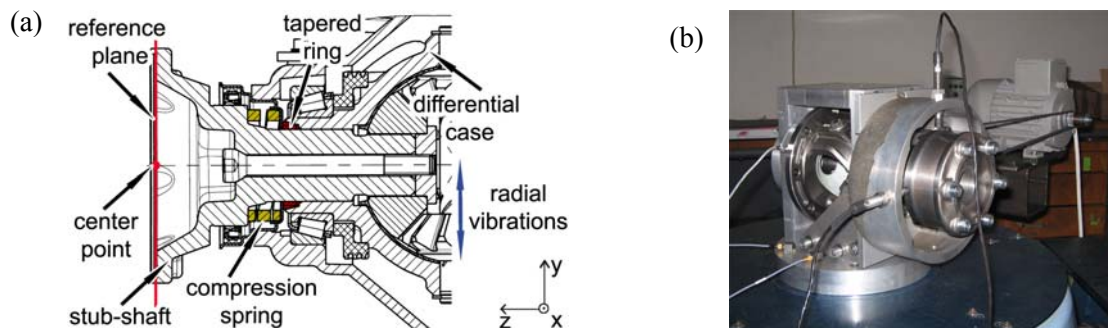 (a)
reference
plane
tapered
ring
differential
case
center
point
radial
vibrations
stub-shaft
compression
spring
y
z
x
(b)